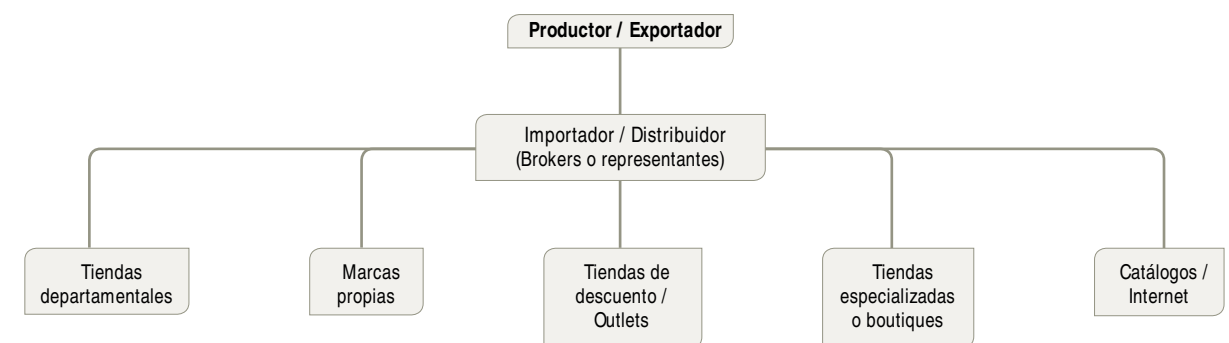 Productor / Exportador
Importador / Distribuidor
(Brokers o representantes)
Tiendas
departamentales
Marcas
propias
Tiendas de
descuento /
Outlets
Tiendas
especializadas
o boutiques
Catálogos /
Internet